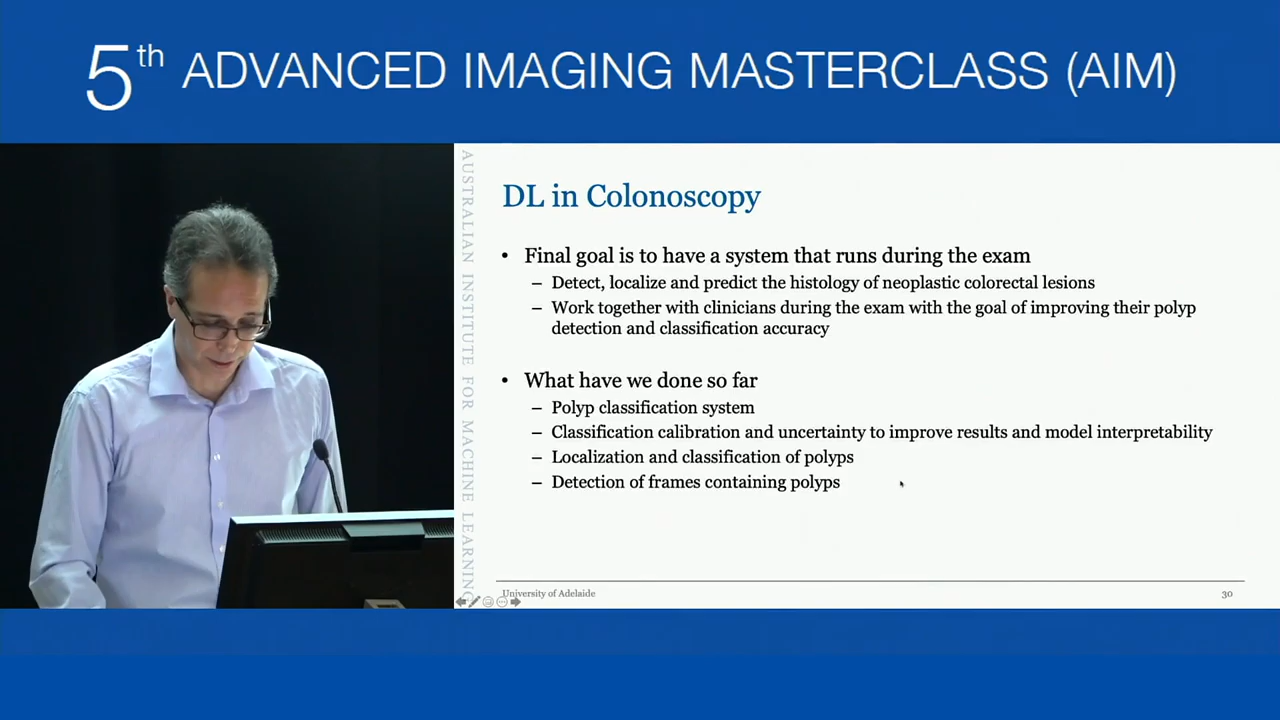 5th ADVANCED IMAGING MASTERCLASS (AIM)
AUSTRALIAN INSTITUTE FOR MACHINE LEARNING
DL in Colonoscopy
• Final goal is to have a system that runs during the exam
– Detect, localize and predict the histology of neoplastic colorectal lesions
– Work together with clinicians during the exam with the goal of improving their polyp
detection and classification accuracy
• What have we done so far
– Polyp classification system
– Classification calibration and uncertainty to improve results and model interpretability
– Localization and classification of polyps
– Detection of frames containing polyps
University of Adelaide
30